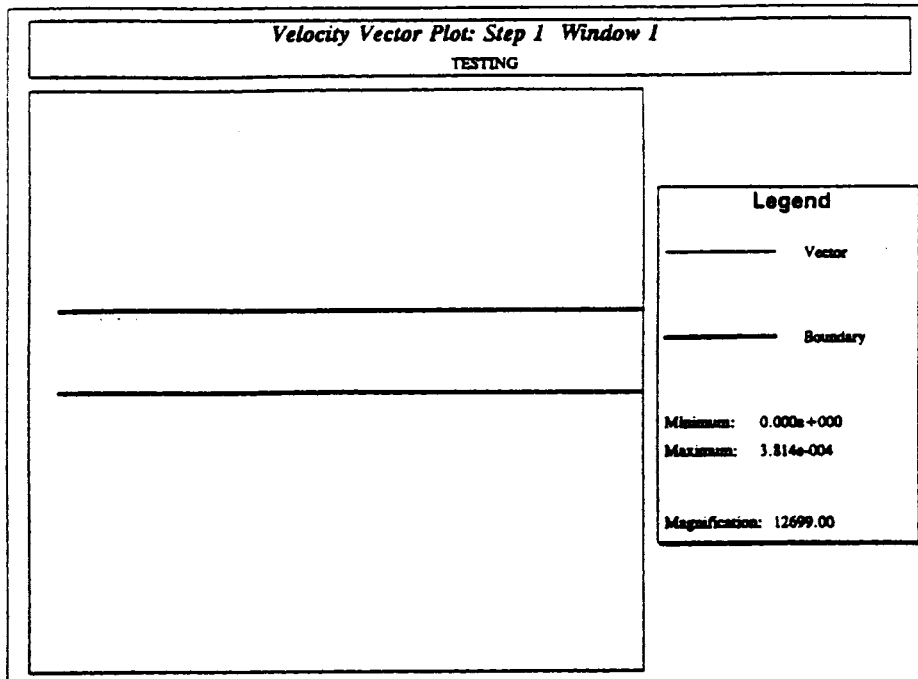 Velocity Vector Plot: Step 1 Window 1
TESTING
Legend
Vector
Boundary
Minimum: 0.000e+000
Maximum: 3.814e-004
Magnification: 12699.00